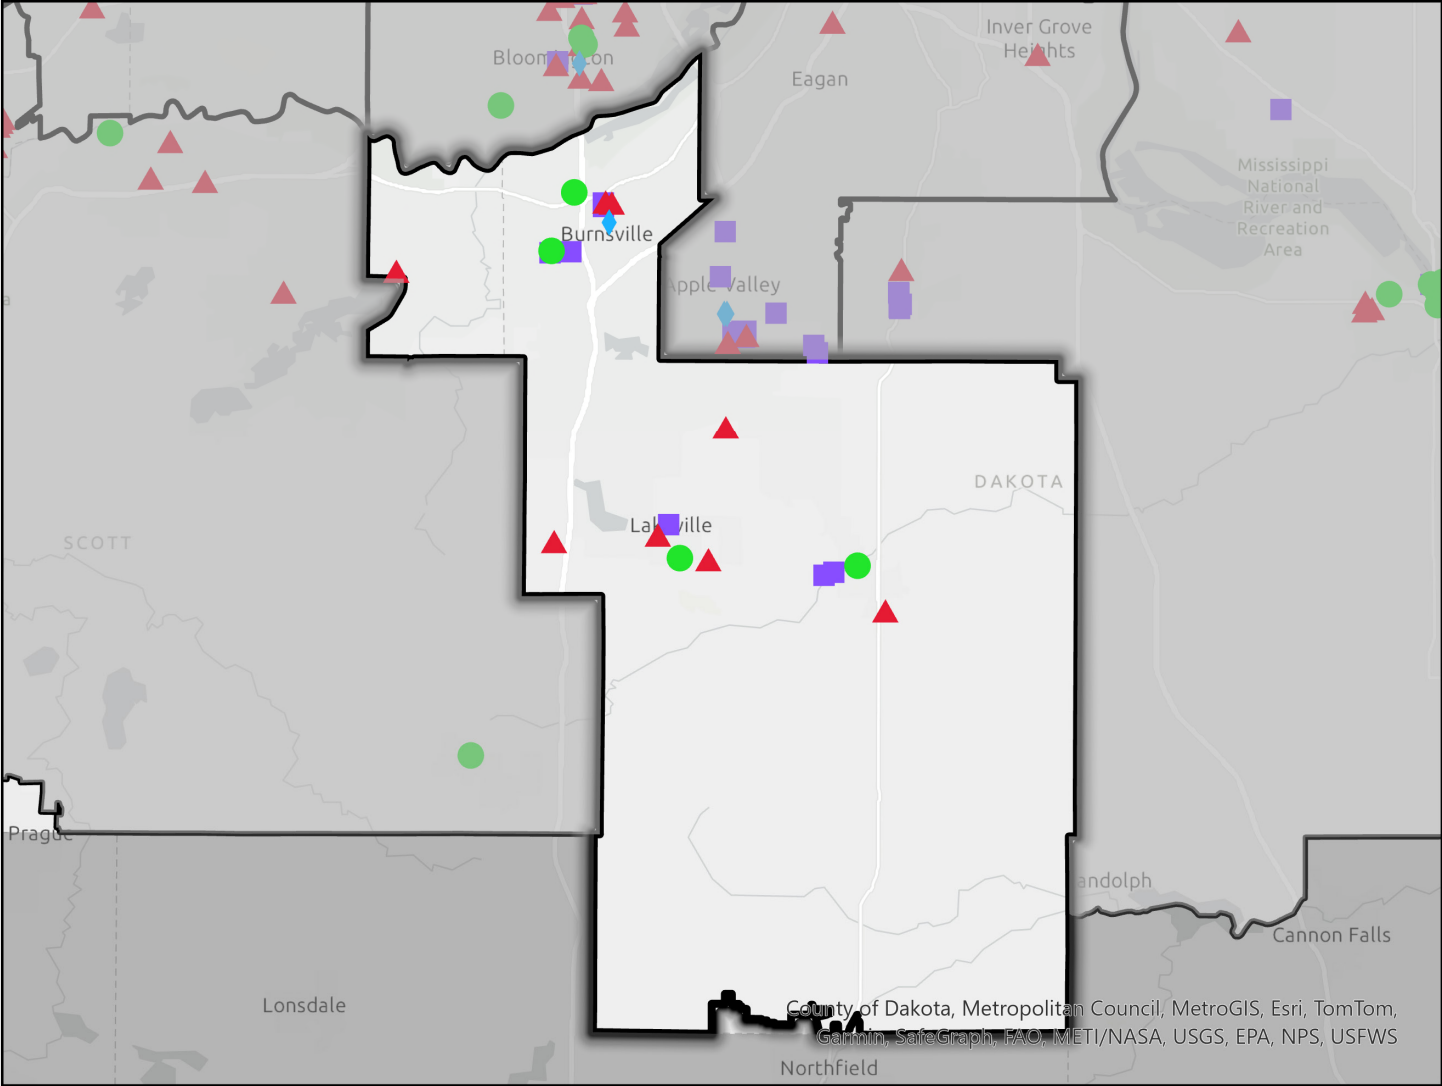 Inver Grove
Heights
Bloomington
Eagan
Mississippi
National
River and
Recreation
Area
Burnsville
Apple Valley
a
DAKOTA
Lakeville
SCOTT
Prague
andolph
Cannon Falls
Lonsdale
County of Dakota, Metropolitan Council, MetroGIS, Esri, TomTom,
Garmin, SafeGraph, FAO, METI/NASA, USGS, EPA, NPS, USFWS
Northfield